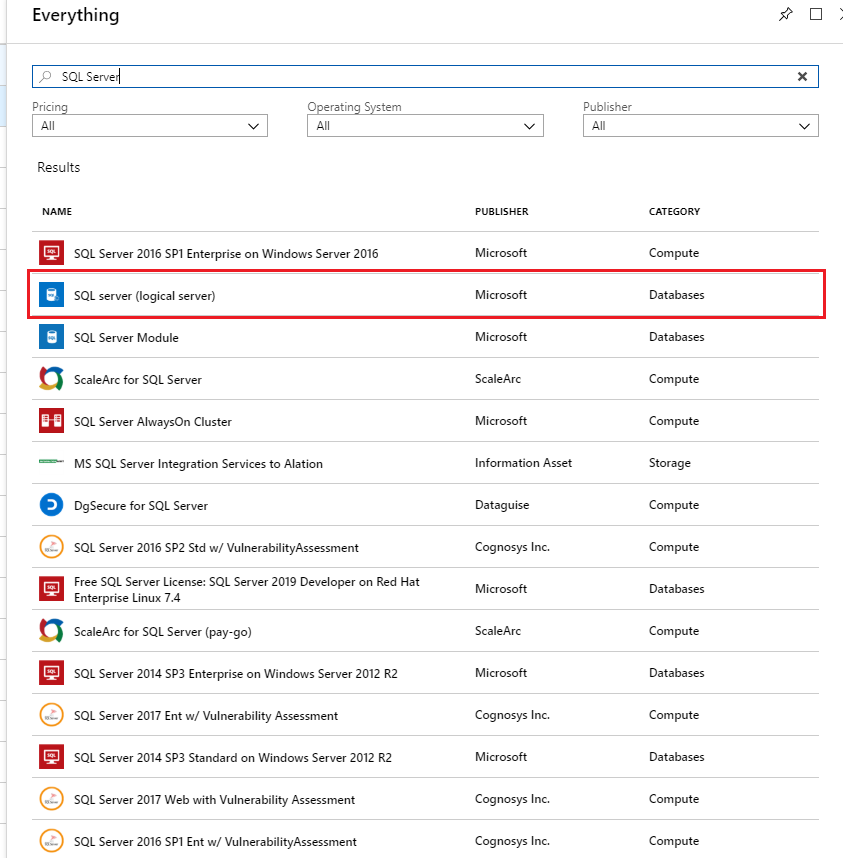 Everything
SQL Server
Pricing Operating System Publisher
All All All
Results
NAME PUBLISHER CATEGORY
SQL Server 2016 SP1 Enterprise on Windows Server 2016 Microsoft Compute
SQL server (logical server) Microsoft Databases
SQL Server Module Microsoft Databases
ScaleArc for SQL Server ScaleArc Compute
SQL Server AlwaysOn Cluster Microsoft Compute
MS SQL Server Integration Services to Alation Information Asset Storage
DgSecure for SQL Server Dataguise Compute
SQL Server 2016 SP2 Std w/ VulnerabilityAssessment Cognosys Inc. Compute
Free SQL Server License: SQL Server 2019 Developer on Red Hat
Enterprise Linux 7.4 Microsoft Databases
ScaleArc for SQL Server (pay-go) ScaleArc Compute
SQL Server 2014 SP3 Enterprise on Windows Server 2012 R2 Microsoft Databases
SQL Server 2017 Ent w/ Vulnerability Assessment Cognosys Inc. Compute
SQL Server 2014 SP3 Standard on Windows Server 2012 R2 Microsoft Databases
SQL Server 2017 Web with Vulnerability Assessment Cognosys Inc. Compute
SQL Server 2016 SP1 Ent w/ VulnerabilityAssessment Cognosys Inc. Compute